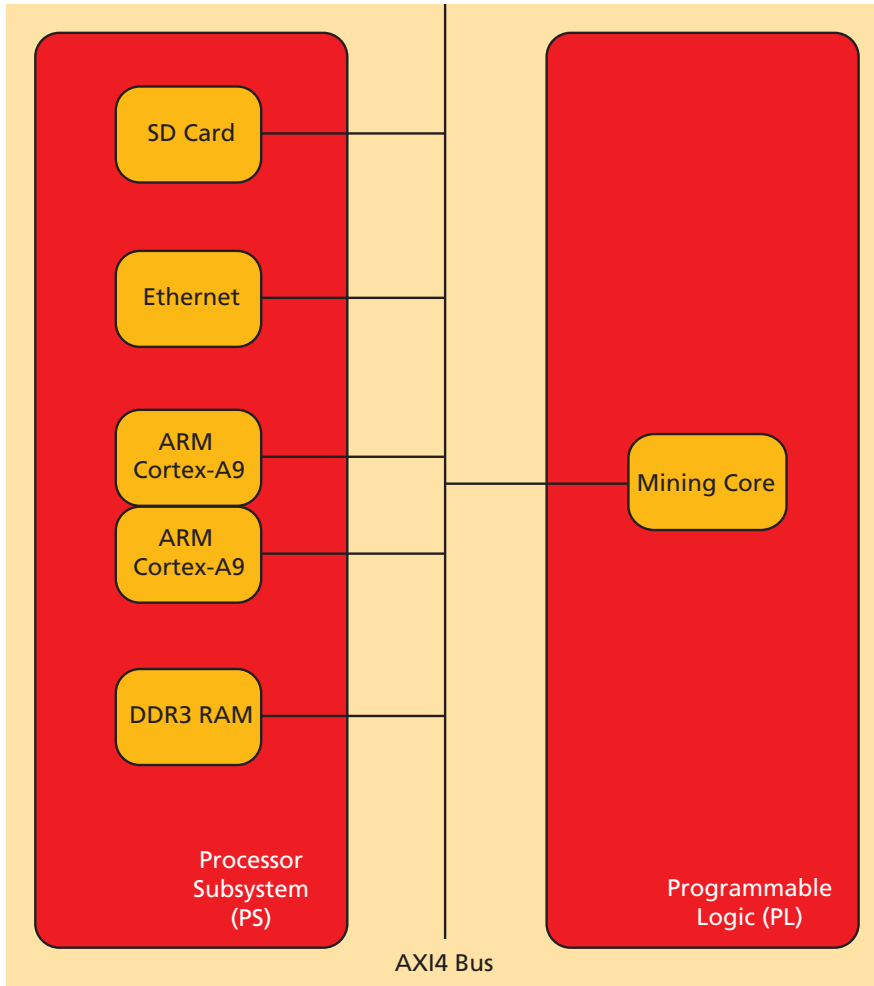 SD Card
Ethernet
ARM
Cortex-A9
ARM
Cortex-A9
DDR3 RAM
Processor
Subsystem
(PS)
Mining Core
Programmable
Logic (PL)
AXI4 Bus